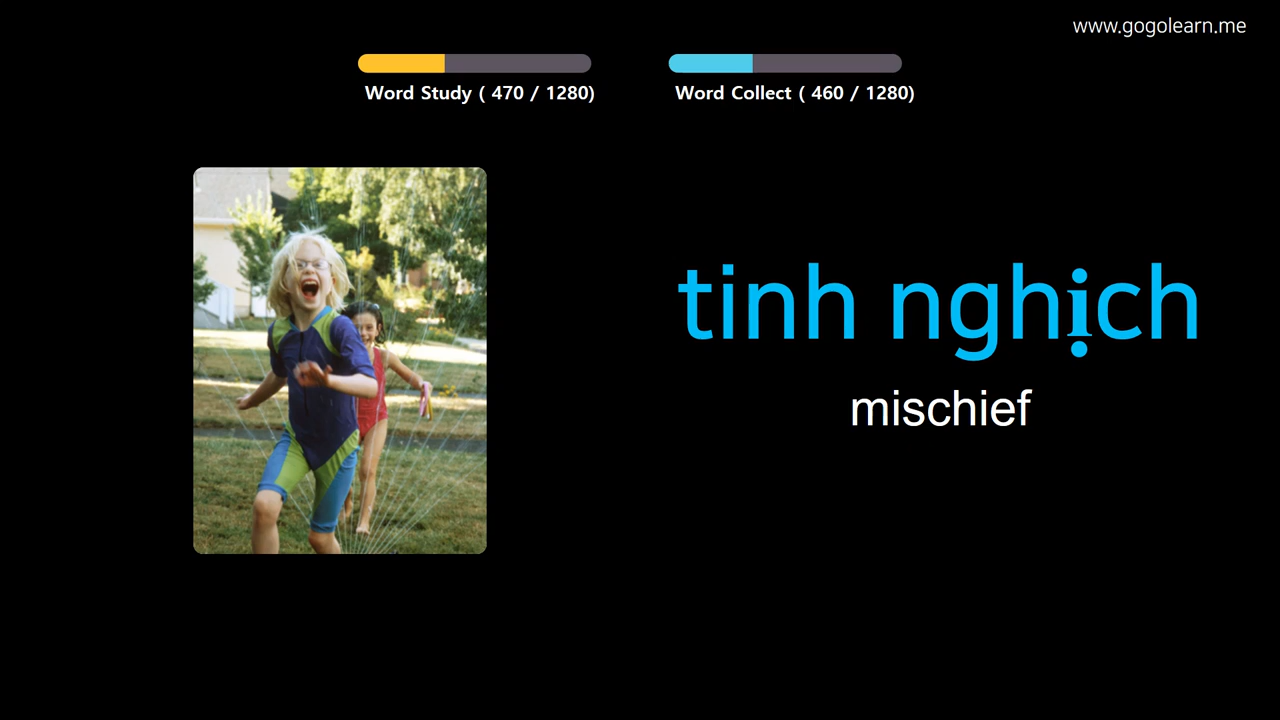 www.gogolearn.me
Word Study ( 470 / 1280)
Word Collect ( 460 / 1280)
tinh nghịch
mischief